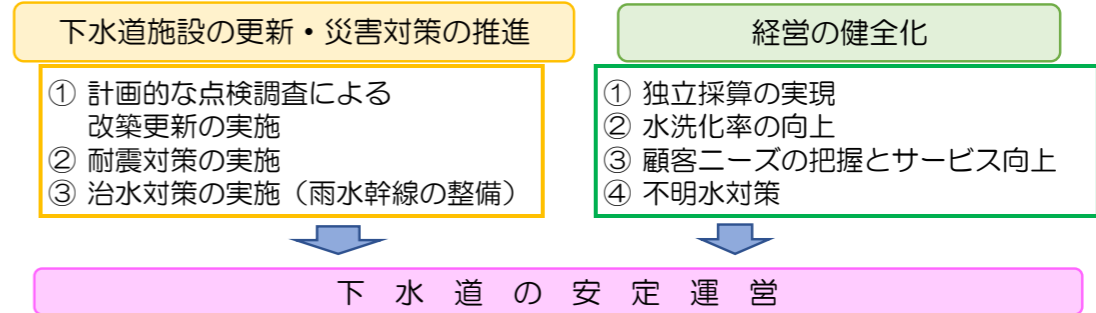 下水道施設の更新・災害対策の推進
① 計画的な点検調査による
改築更新の実施
② 耐震対策の実施
③ 治水対策の実施（雨水幹線の整備）
経営の健全化
① 独立採算の実現
② 水洗化率の向上
③ 顧客ニーズの把握とサービス向上
④ 不明水対策
下水道の安定運営